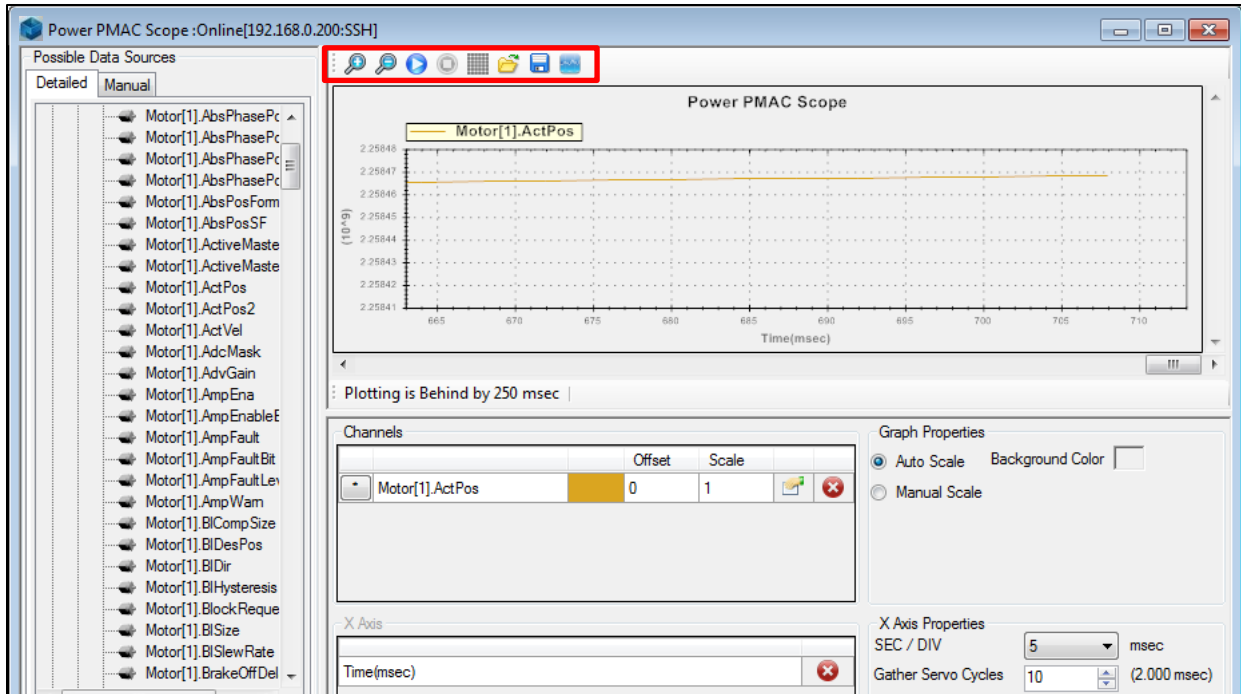 Power PMAC Scope :Online[192.168.0.200:SSH]
Possible Data Sources
Detailed Manual
Motor[1].AbsPhasePc
Motor[1].AbsPhasePc
Motor[1].AbsPhasePc
Motor[1].AbsPhasePc
Motor[1].AbsPosForm
Motor[1].AbsPosSF
Motor[1].ActiveMaste
Motor[1].ActiveMaste
Motor[1].ActPos
Motor[1].ActPos2
Motor[1].ActVel
Motor[1].AdcMask
Motor[1].AdvGain
Motor[1].AmpEna
Motor[1].AmpEnableE
Motor[1].AmpFault
Motor[1].AmpFaultBit
Motor[1].AmpFaultLev
Motor[1].AmpWarn
Motor[1].BlCompSize
Motor[1].BlDesPos
Motor[1].BlDir
Motor[1].BlHysteresis
Motor[1].BlockReque
Motor[1].BlSize
Motor[1].BlSlewRate
Motor[1].BrakeOffDel
Power PMAC Scope
Motor[1].ActPos
2.25848
2.25847
2.25846
2.25845
2.25844
2.25843
2.25842
2.25841
(10^9)
665 670 675 680 685 690 695 700 705 710
Time(msec)
Plotting is Behind by 250 msec
Channels
Offset Scale
* Motor[1].ActPos 0 1
Graph Properties
Auto Scale Background Color
Manual Scale
X Axis
Time(msec)
X Axis Properties
SEC / DIV 5 msec
Gather Servo Cycles 10 (2.000 msec)